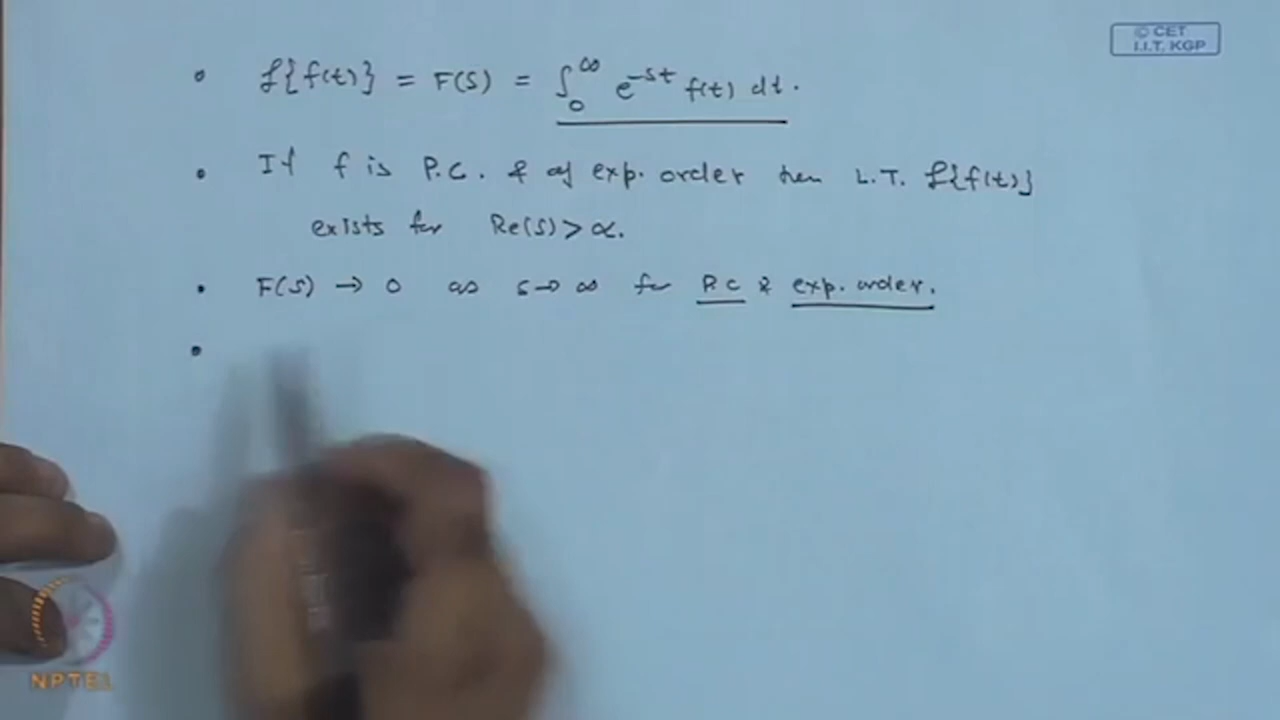 © CET
I.I.T. KGP
• ℒ{f(t)} = F(s) = ∫₀^∞ e^{-st} f(t) dt.
• If f is P.C. & of exp. order then L.T. ℒ{f(t)}
exists for Re(s) > α.
• F(s) → 0 as s → ∞ for P.C & exp. order.
•
NPTEL